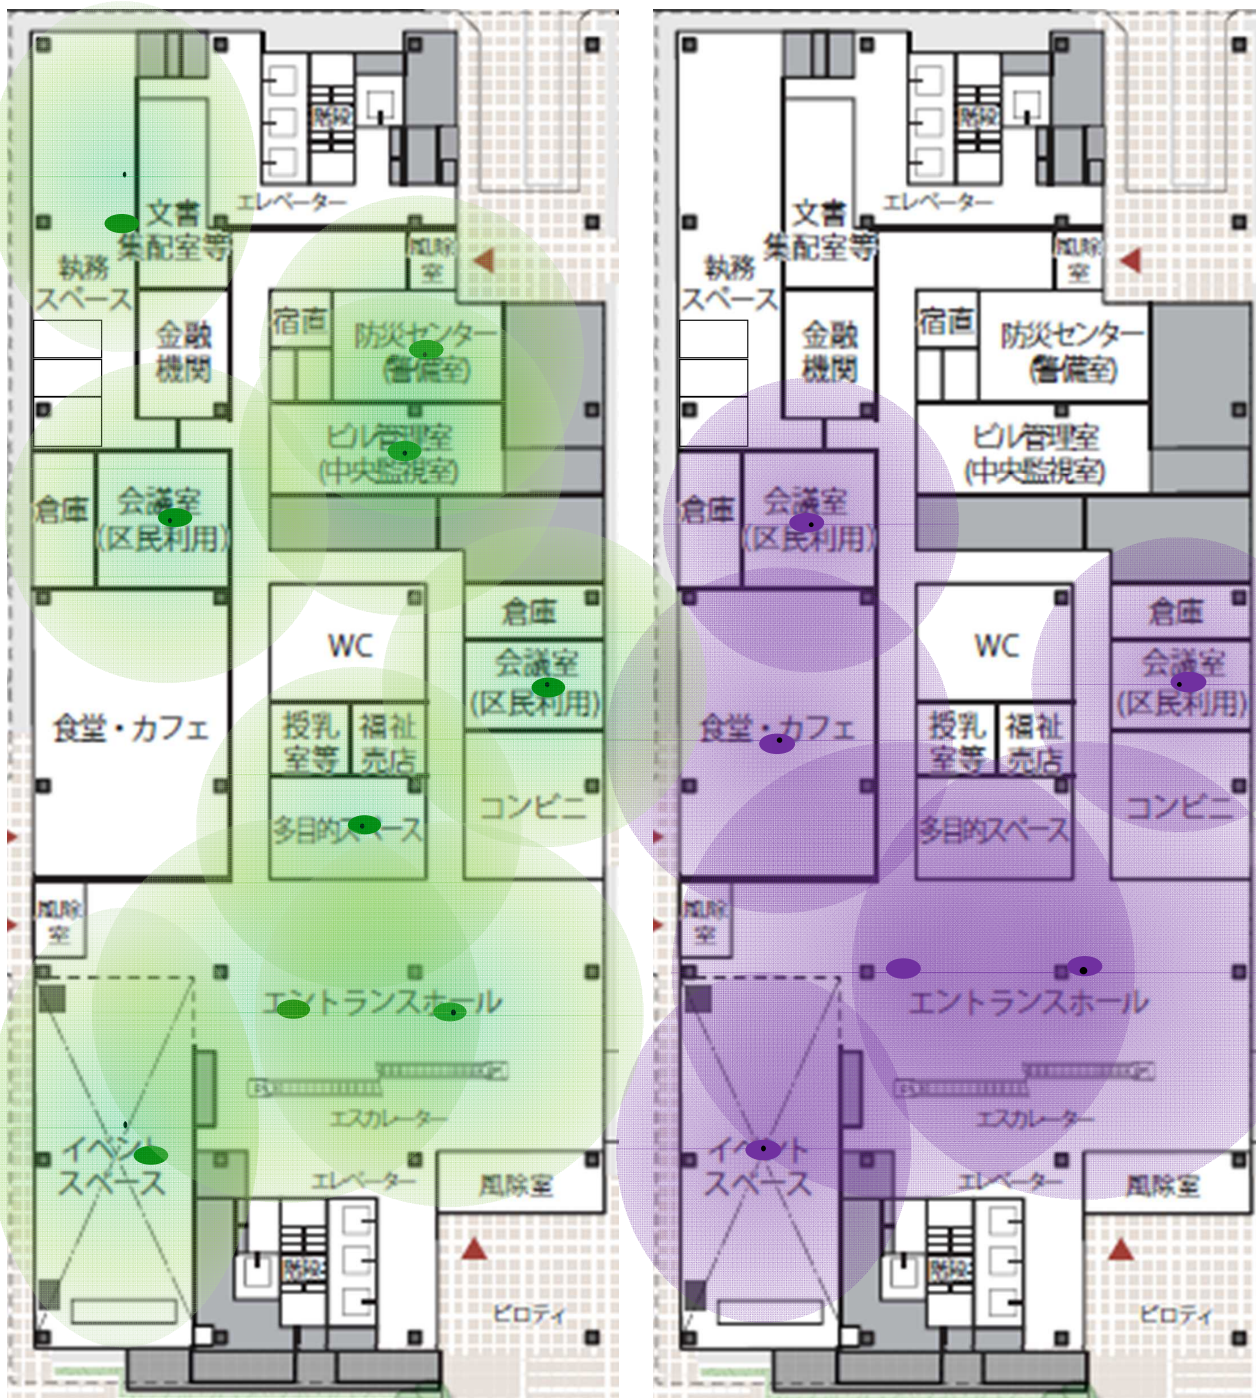 階段
エレベーター
文書
集配室等
風除
室
執務
スペース
宿直
防災センター
(警備室)
金融
機関
ビル管理室
(中央監視室)
倉庫
会議室
(区民利用)
倉庫
WC
会議室
(区民利用)
食堂・カフェ
授乳
室等
福祉
売店
コンビニ
多目的スペース
風除
室
エントランスホール
エスカレーター
イベント
スペース
エレベーター
風除室
階段
ピロティ
階段
エレベーター
文書
集配室等
風除
室
執務
スペース
宿直
防災センター
(警備室)
金融
機関
ビル管理室
(中央監視室)
倉庫
会議室
(区民利用)
倉庫
WC
会議室
(区民利用)
食堂・カフェ
授乳
室等
福祉
売店
コンビニ
多目的スペース
風除
室
エントランスホール
エスカレーター
イベント
スペース
エレベーター
風除室
階段
ピロティ